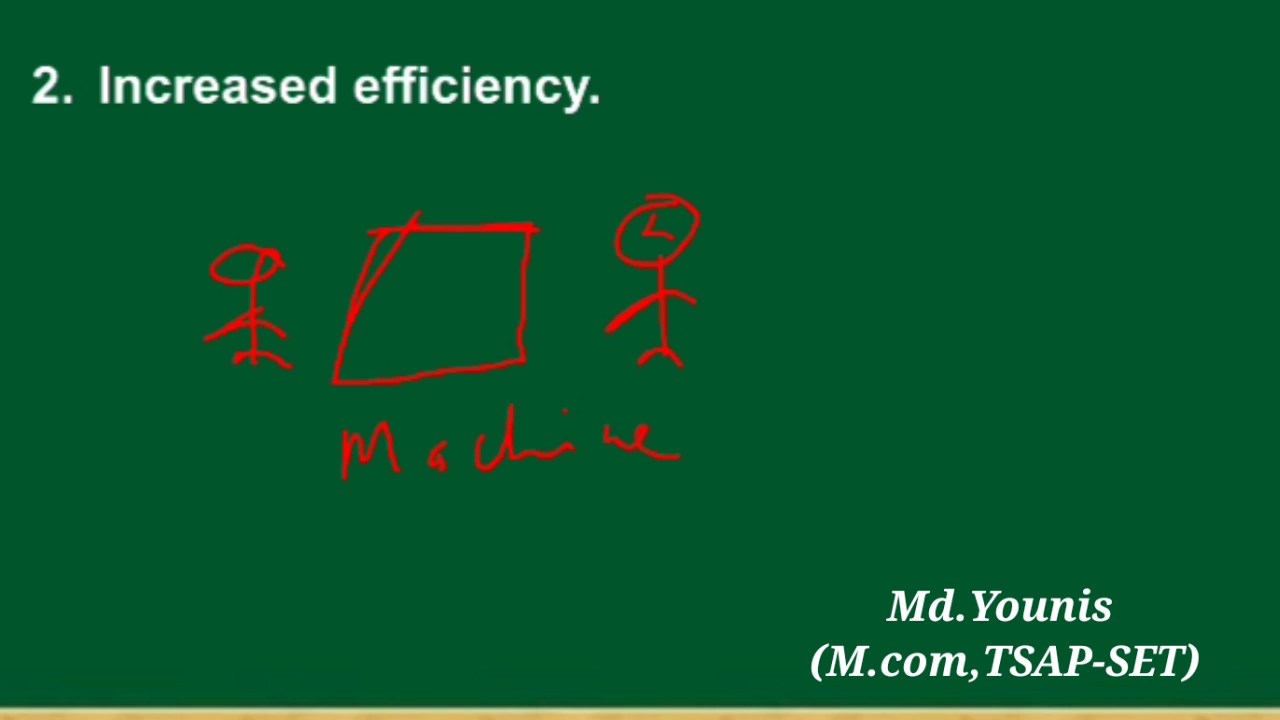 2. Increased efficiency.
L
Machine
Md.Younis
(M.com,TSAP-SET)